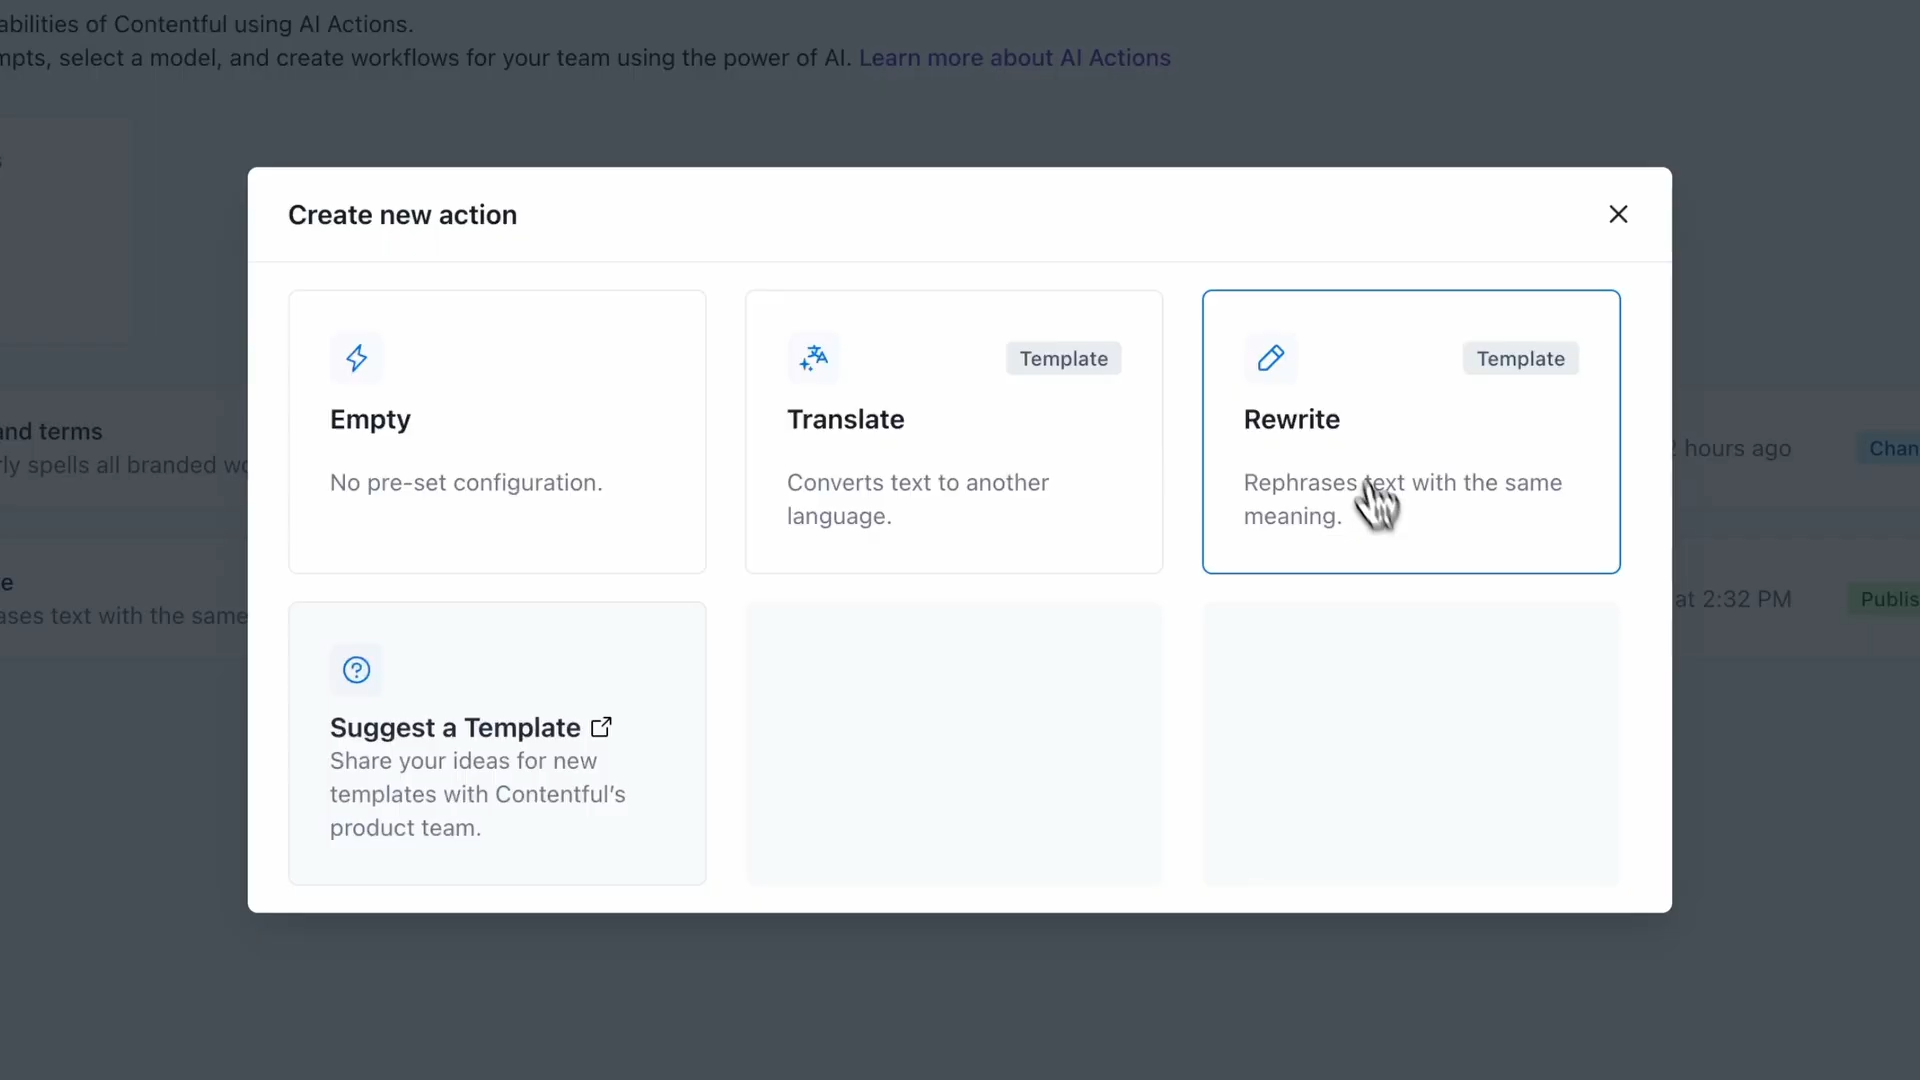 abilities of Contentful using AI Actions.
mpts, select a model, and create workflows for your team using the power of AI. Learn more about AI Actions
Create new action
Empty
No pre-set configuration.
Template
Translate
Converts text to another
language.
Template
Rewrite
Rephrases text with the same
meaning.
and terms
rly spells all branded wo
2 hours ago
Chan
e
ases text with the same
at 2:32 PM
Publis
Suggest a Template
Share your ideas for new
templates with Contentful's
product team.